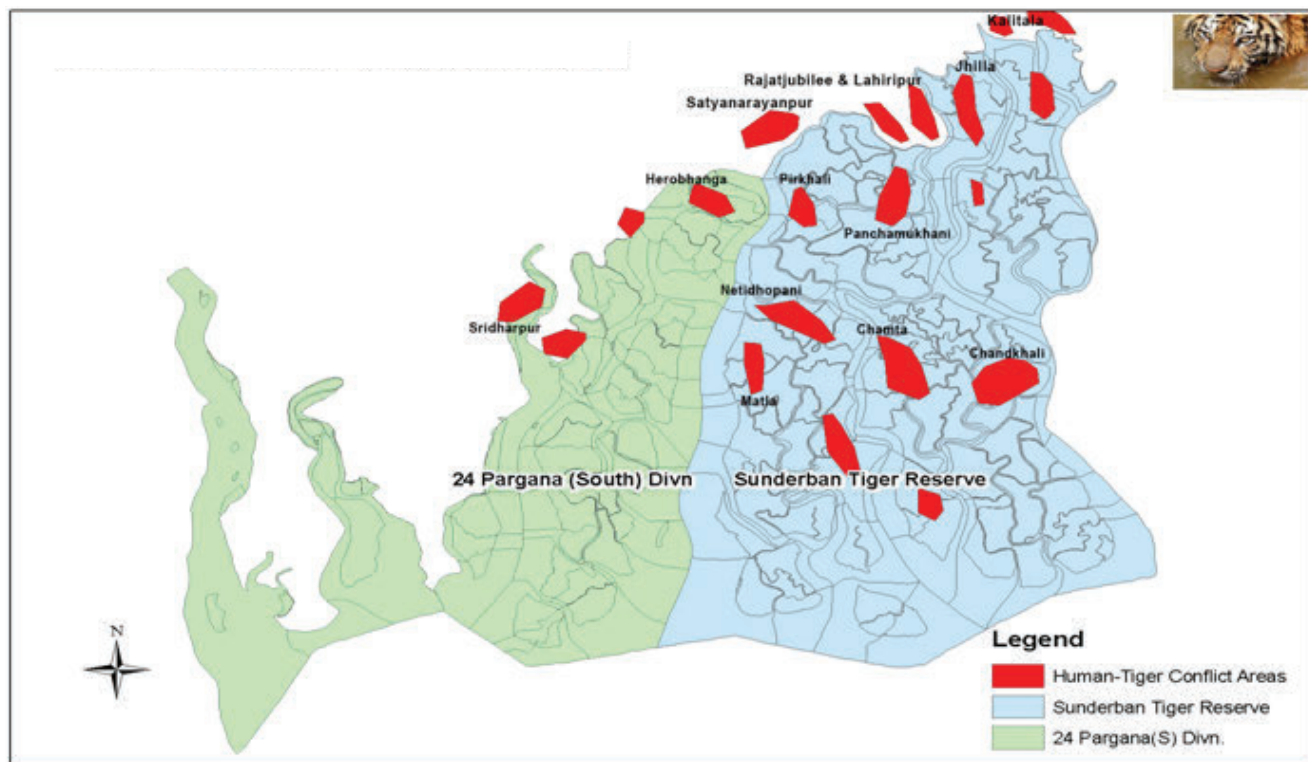 Kalitala
Jhilla
Rajatjubilee & Lahiripur
Satyanarayanpur
Herobhanga
Pirkhali
Panchamukhani
Netidhopani
Sridharpur
Chamta
Chandkhali
Matla
24 Pargana (South) Divn
Sunderban Tiger Reserve
N
Legend
Human-Tiger Conflict Areas
Sunderban Tiger Reserve
24 Pargana(S) Divn.